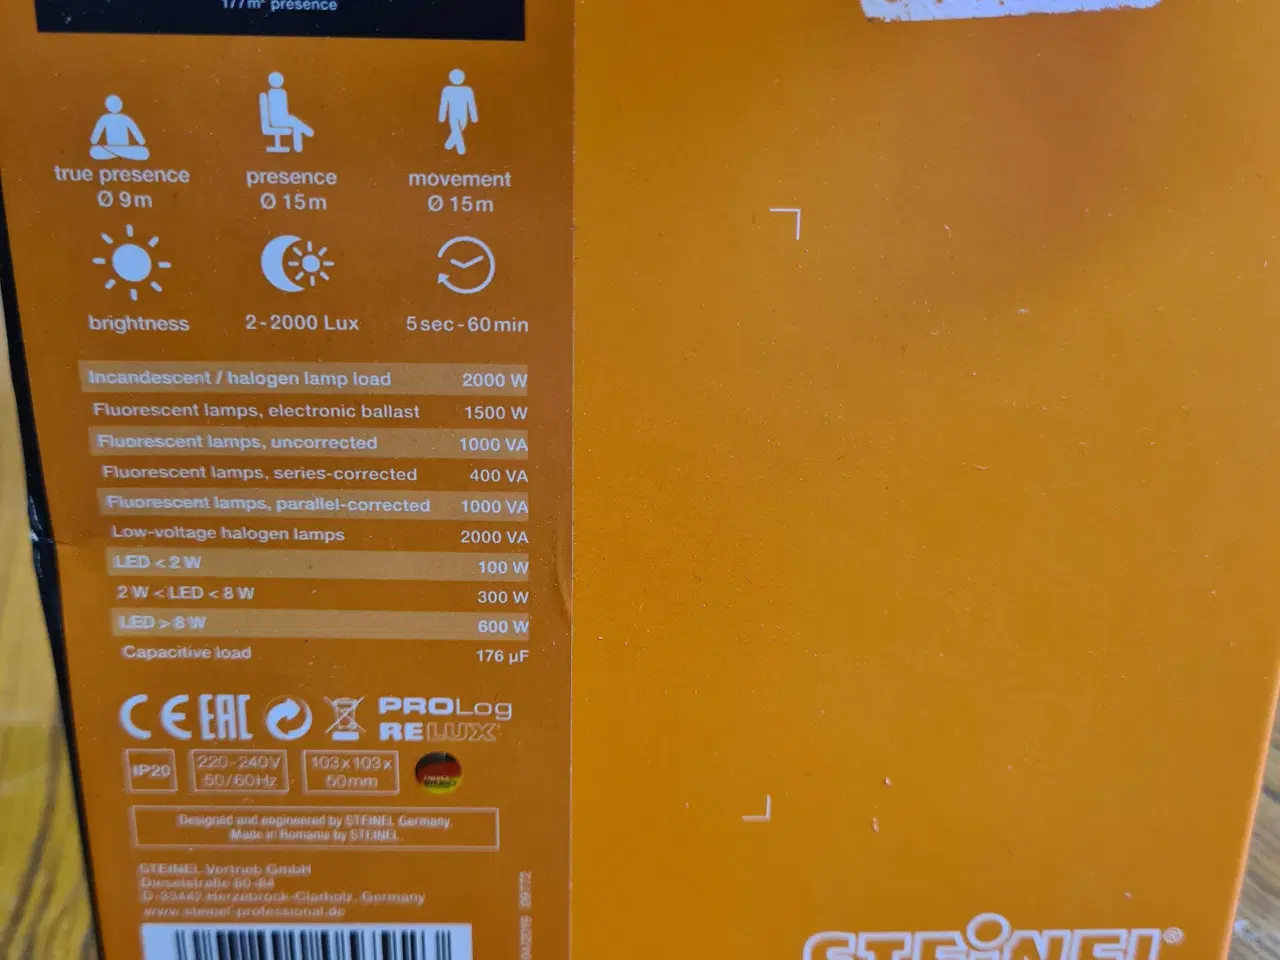 177m² presence
true presence
Ø 9m
presence
Ø 15m
movement
Ø 15m
brightness
2-2000 Lux
5sec-60min
Incandescent / halogen lamp load 2000 W
Fluorescent lamps, electronic ballast 1500 W
Fluorescent lamps, uncorrected 1000 VA
Fluorescent lamps, series-corrected 400 VA
Fluorescent lamps, parallel-corrected 1000 VA
Low-voltage halogen lamps 2000 VA
LED < 2 W 100 W
2 W < LED < 8 W 300 W
LED > 8 W 600 W
Capacitive load 176 µF
CE EAC PROLog
RELUX
IP20
220-240V
50/60Hz
103x103x
50mm
Designed and engineered by STEINEL Germany.
Made in Romania by STEINEL.
STEINEL Vertrieb GmbH
Dieselstraße 80-84
D-33442 Herzebrock-Clarholz, Germany
www.steinel-professional.de
STEINEL®